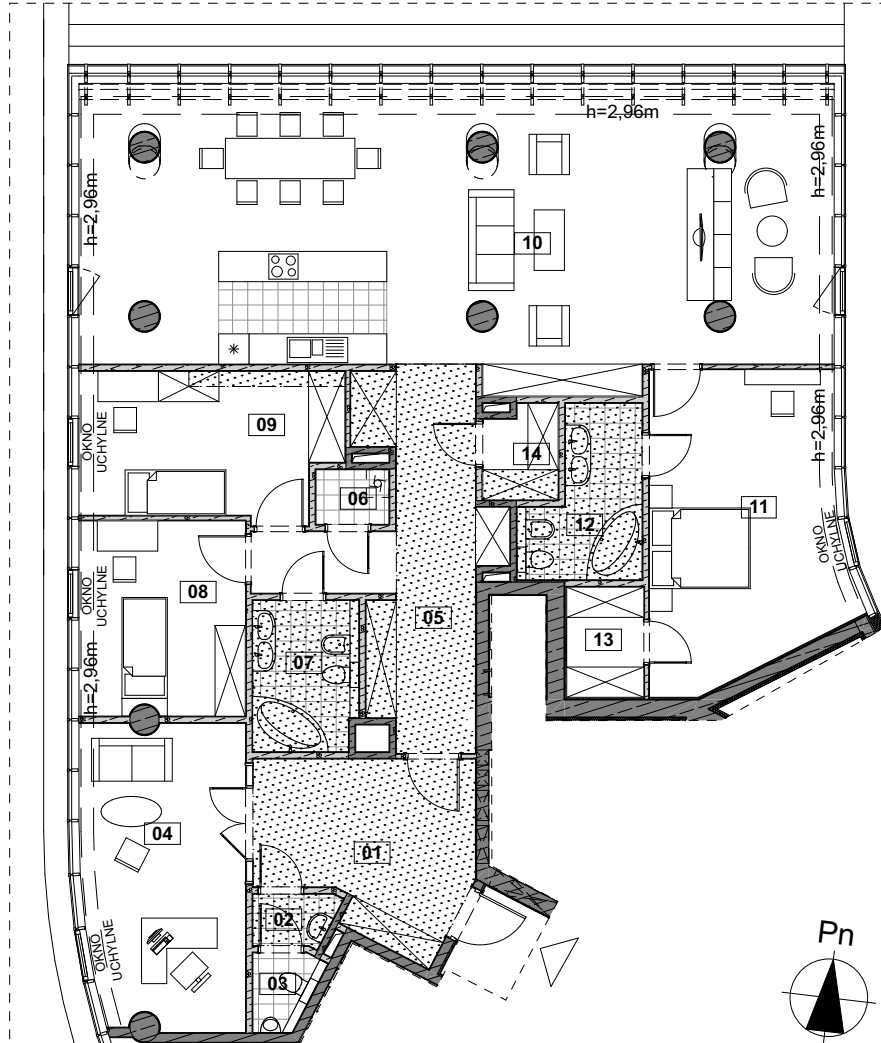 h=2,96m
h=2,96m
h=2,96m
10
09
OKNO
UCHYLNE
14
h=2,96m
06
11
12
OKNO
UCHYLNE
08
OKNO
UCHYLNE
05
13
07
h=2,96m
04
01
02
OKNO
UCHYLNE
03
Pn